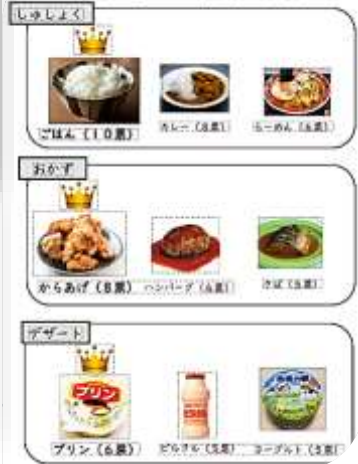 しゅしょく
ごはん（１０票）
カレー（８票）
らーめん（６票）
おかず
からあげ（８票）
ハンバーグ（６票）
さば（５票）
デザート
プリン
プリン（６票）
ヨーグルト（５票）